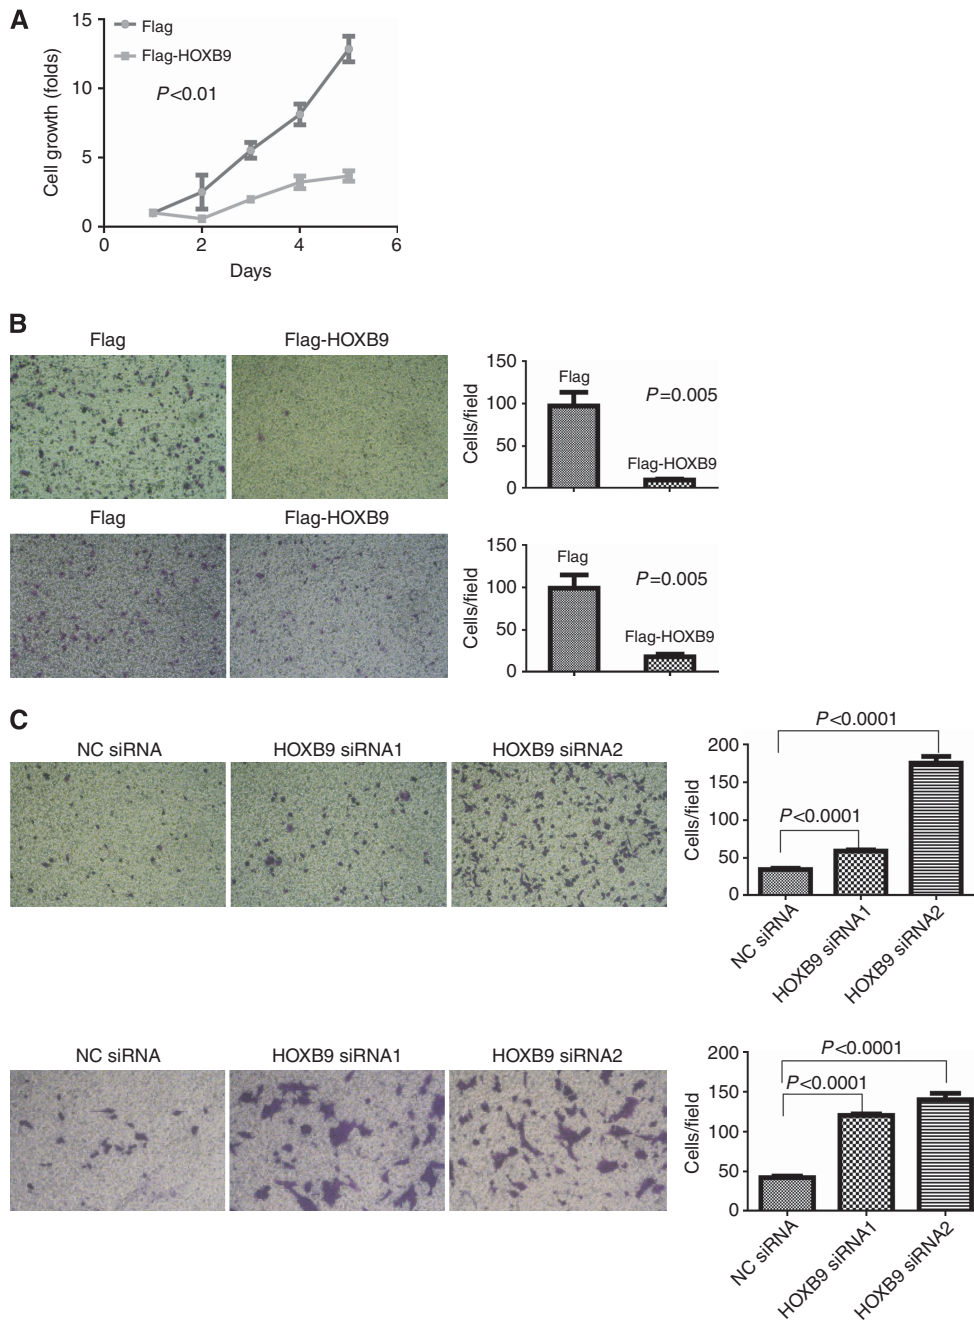 A
Cell growth (folds)
15
10
5
0
Flag
Flag-HOXB9
P<0.01
0 2 4 6
Days
B
Flag Flag-HOXB9
Cells/field
150
100
50
0
Flag
P=0.005
Flag-HOXB9
Flag Flag-HOXB9
Cells/field
150
100
50
0
Flag
P=0.005
Flag-HOXB9
C
NC siRNA HOXB9 siRNA1 HOXB9 siRNA2
Cells/field
200
150
100
50
0
P<0.0001
P<0.0001
NC siRNA
HOXB9 siRNA1
HOXB9 siRNA2
NC siRNA HOXB9 siRNA1 HOXB9 siRNA2
Cells/field
200
150
100
50
0
P<0.0001
P<0.0001
NC siRNA
HOXB9 siRNA1
HOXB9 siRNA2